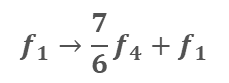 f₁ → 7/6 f₄ + f₁